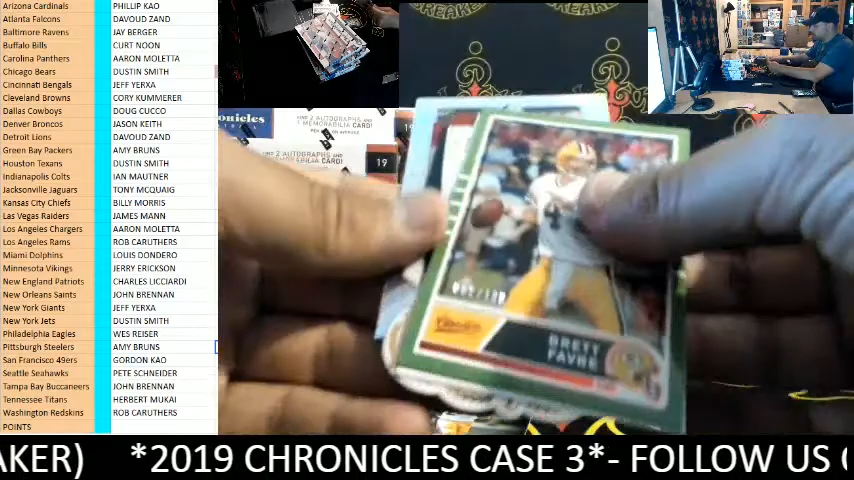 Arizona Cardinals PHILLIP KAO
Atlanta Falcons DAVOUD ZAND
Baltimore Ravens JAY BERGER
Buffalo Bills CURT NOON
Carolina Panthers AARON MOLETTA
Chicago Bears DUSTIN SMITH
Cincinnati Bengals JEFF YERXA
Cleveland Browns CORY KUMMERER
Dallas Cowboys DOUG CUCCO
Denver Broncos JASON KEITH
Detroit Lions DAVOUD ZAND
Green Bay Packers AMY BRUNS
Houston Texans DUSTIN SMITH
Indianapolis Colts IAN MAUTNER
Jacksonville Jaguars TONY MCQUAIG
Kansas City Chiefs BILLY MORRIS
Las Vegas Raiders JAMES MANN
Los Angeles Chargers AARON MOLETTA
Los Angeles Rams ROB CARUTHERS
Miami Dolphins LOUIS DONDERO
Minnesota Vikings JERRY ERICKSON
New England Patriots CHARLES LICCIARDI
New Orleans Saints JOHN BRENNAN
New York Giants JEFF YERXA
New York Jets DUSTIN SMITH
Philadelphia Eagles WES REISER
Pittsburgh Steelers AMY BRUNS
San Francisco 49ers GORDON KAO
Seattle Seahawks PETE SCHNEIDER
Tampa Bay Buccaneers JOHN BRENNAN
Tennessee Titans HERBERT MUKAI
Washington Redskins ROB CARUTHERS
POINTS
BREAKER
onicles
FIND 2 AUTOGRAPHS AND
1 MEMORABILIA CARD!
19
BRETT
FAVRE
AKER) *2019 CHRONICLES CASE 3*- FOLLOW US